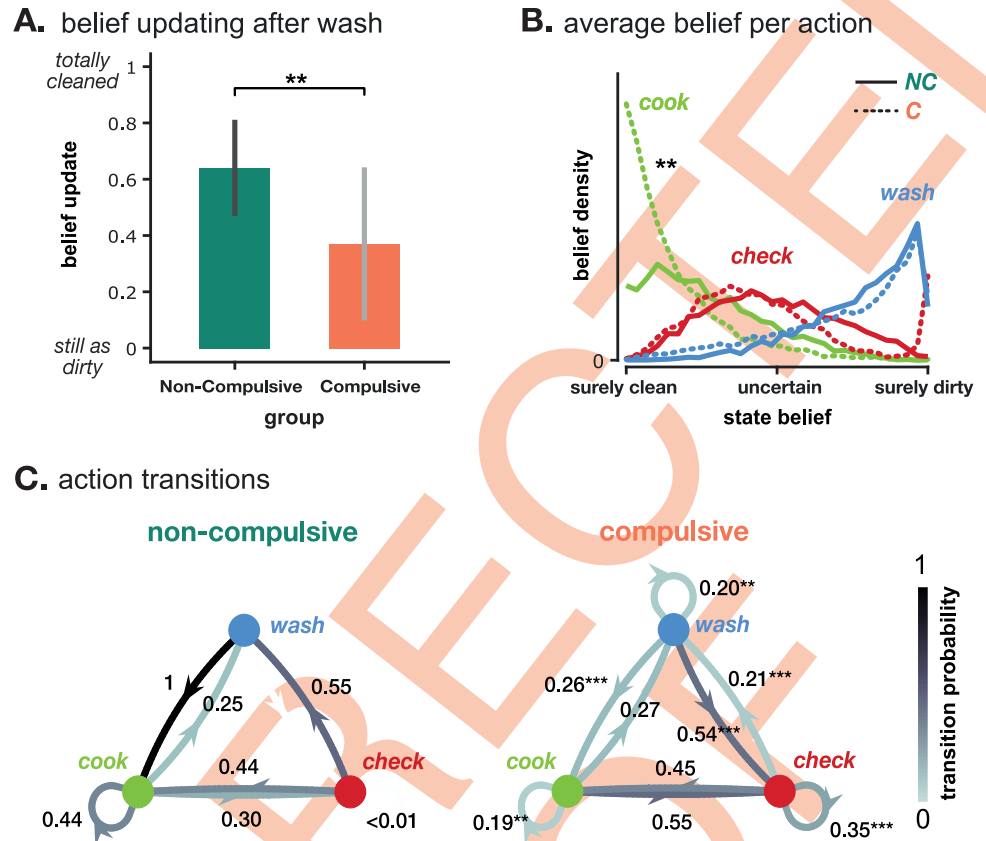 A. belief updating after wash
totally cleaned
1
0.8
0.6
0.4
0.2
0
still as dirty
belief update
**
Non-Compulsive
Compulsive
group
B. average belief per action
cook
**
NC
C
wash
check
belief density
0
surely clean
uncertain
surely dirty
state belief
C. action transitions
non-compulsive
wash
1
0.25
0.55
cook
check
0.44
0.44
0.30
<0.01
compulsive
0.20**
wash
0.26***
0.27
0.21***
0.54***
cook
check
0.45
0.19**
0.55
0.35***
1
transition probability
0